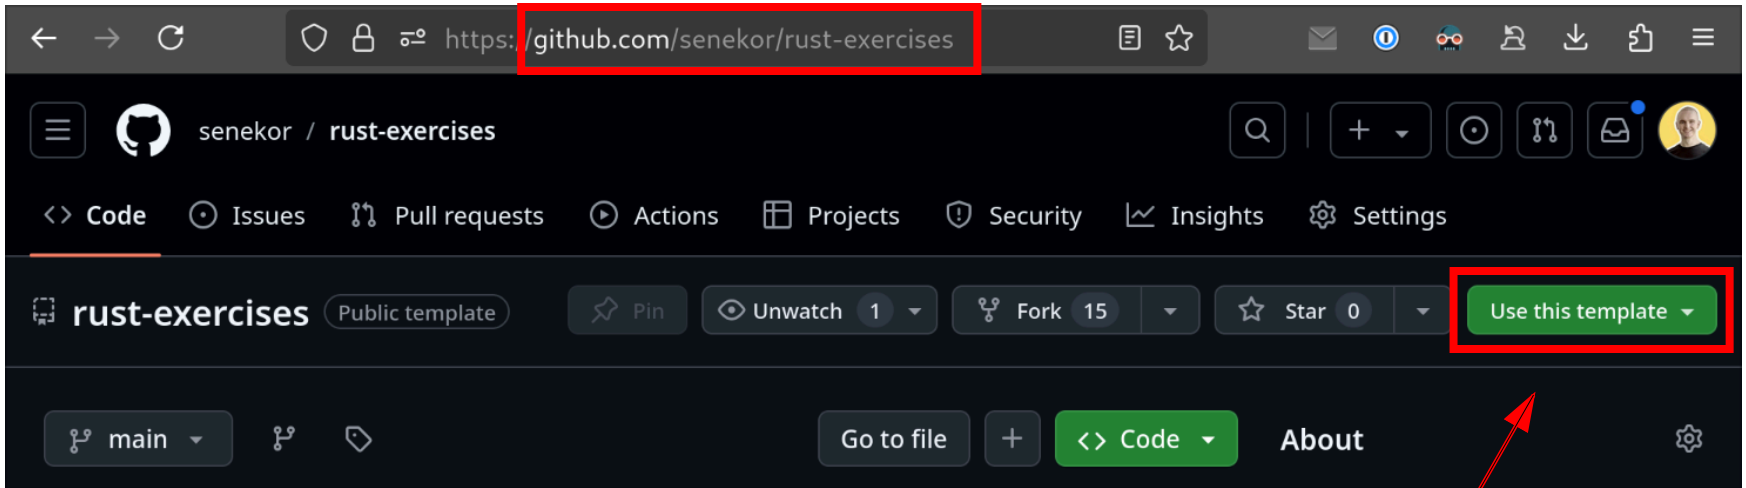 https://github.com/senekor/rust-exercises
senekor / rust-exercises
Code Issues Pull requests Actions Projects Security Insights Settings
rust-exercises Public template Pin Unwatch 1 Fork 15 Star 0 Use this template
main Go to file Code About